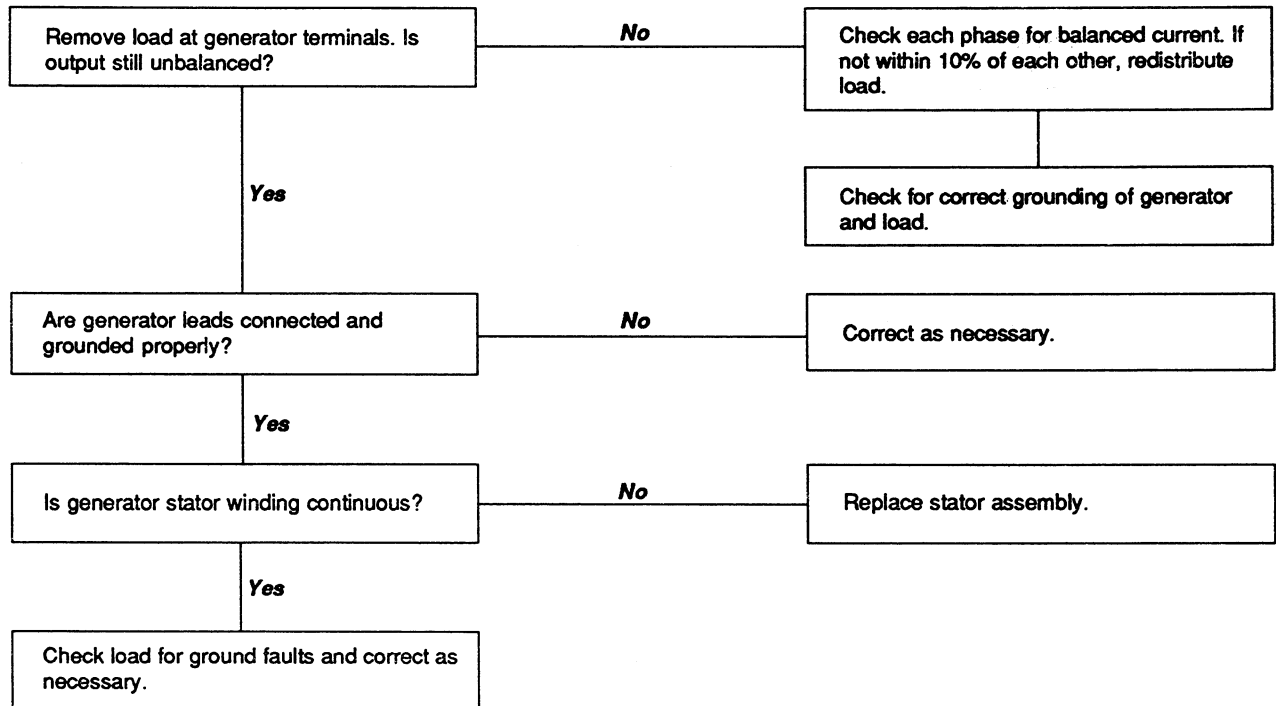 Remove load at generator terminals. Is
output still unbalanced?
No
Check each phase for balanced current. If
not within 10% of each other, redistribute
load.
Yes
Check for correct grounding of generator
and load.
Are generator leads connected and
grounded properly?
No
Correct as necessary.
Yes
Is generator stator winding continuous?
No
Replace stator assembly.
Yes
Check load for ground faults and correct as
necessary.